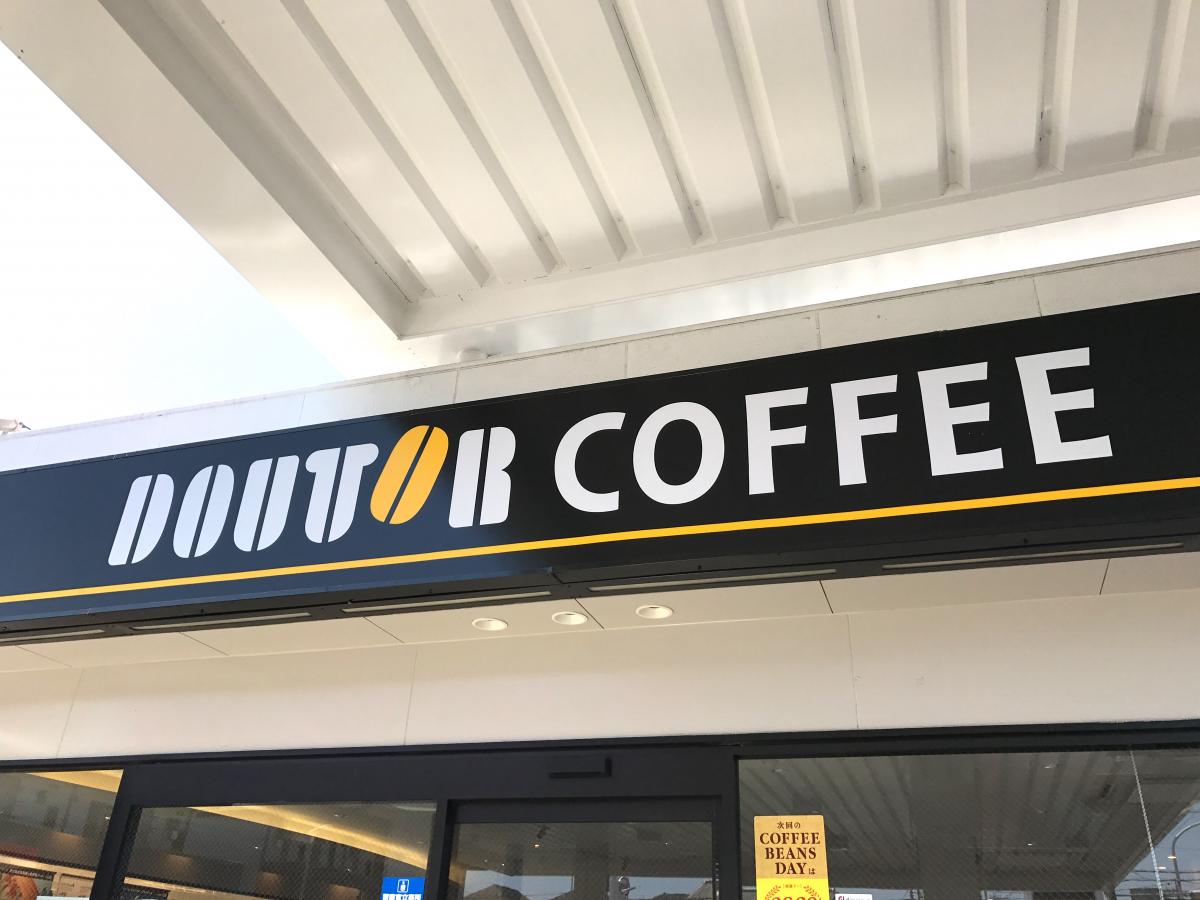 DOUTOR COFFEE
次回の
COFFEE
BEANS
DAYは